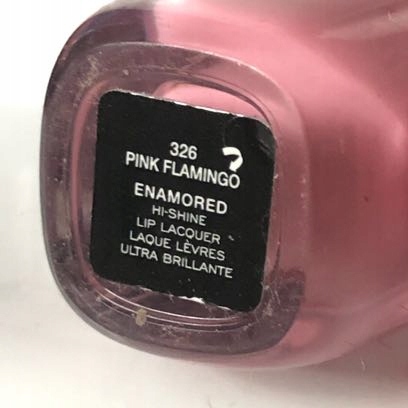 326
PINK FLAMINGO
ENAMORED
HI-SHINE
LIP LACQUER
LAQUE LÈVRES
ULTRA BRILLANTE